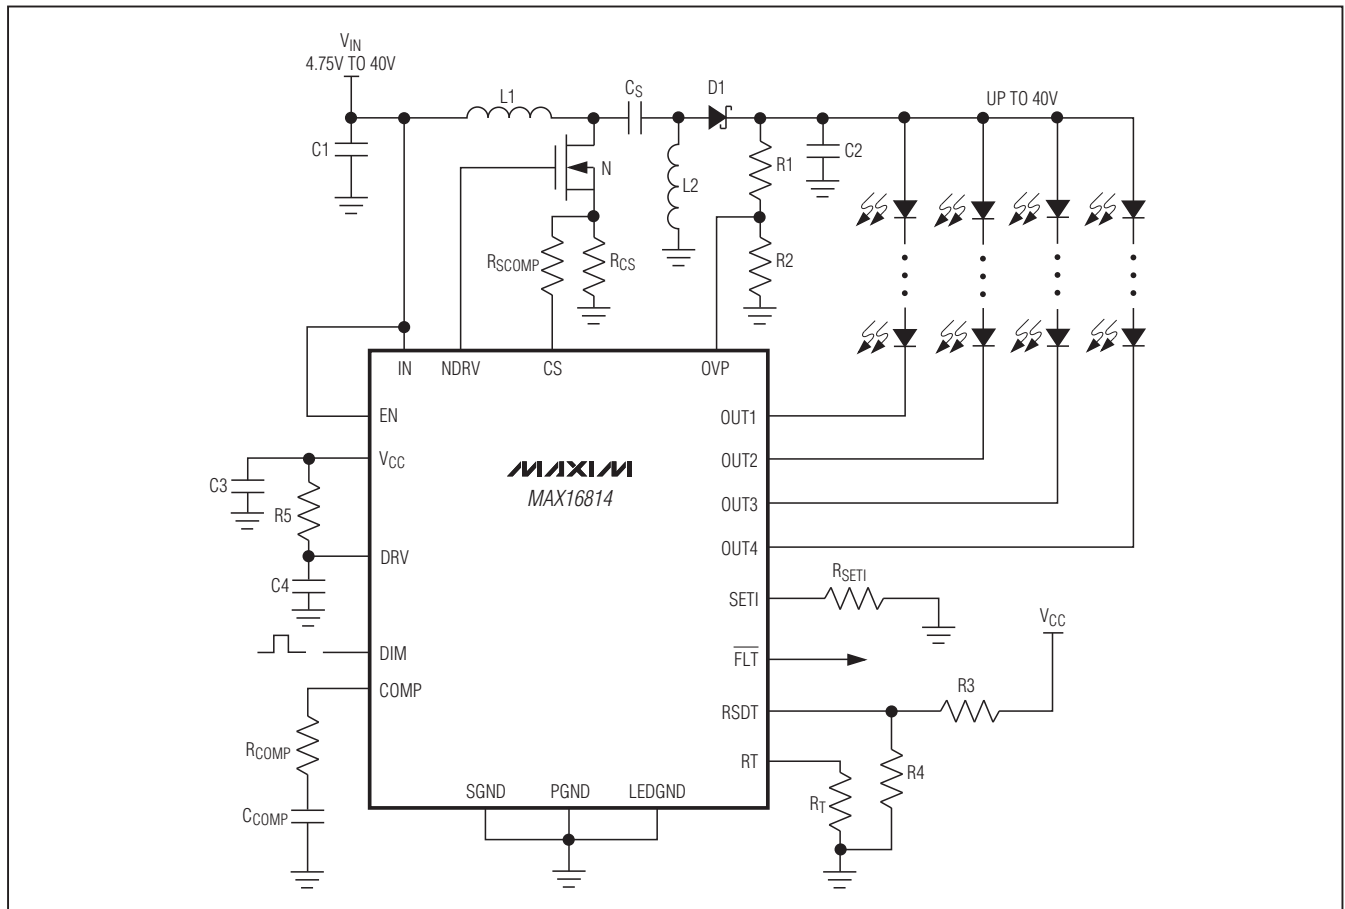 VIN
4.75V TO 40V
L1
CS
D1
UP TO 40V
C1
N
L2
R1
C2
RSCOMP
RCS
R2
IN
NDRV
CS
OVP
EN
OUT1
VCC
OUT2
C3
MAXIM
MAX16814
R5
OUT3
DRV
OUT4
C4
SETI
RSETI
VCC
DIM
FLT
COMP
R3
RSDT
RCOMP
RT
R4
SGND
PGND
LEDGND
RT
CCOMP